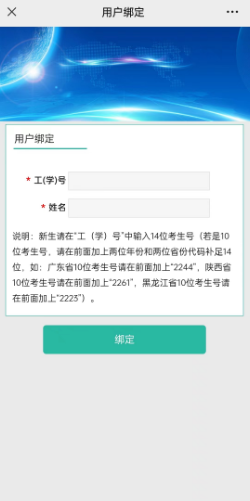 用户绑定
用户绑定
* 工(学)号
* 姓名
说明：新生请在“工（学）号”中输入14位考生号（若是10
位考生号，请在前面加上两位年份和两位省份代码补足14
位，如：广东省10位考生号请在前面加上“2244”，陕西省
10位考生号请在前面加上“2261”，黑龙江省10位考生号请
在前面加上“2223”）。
绑定